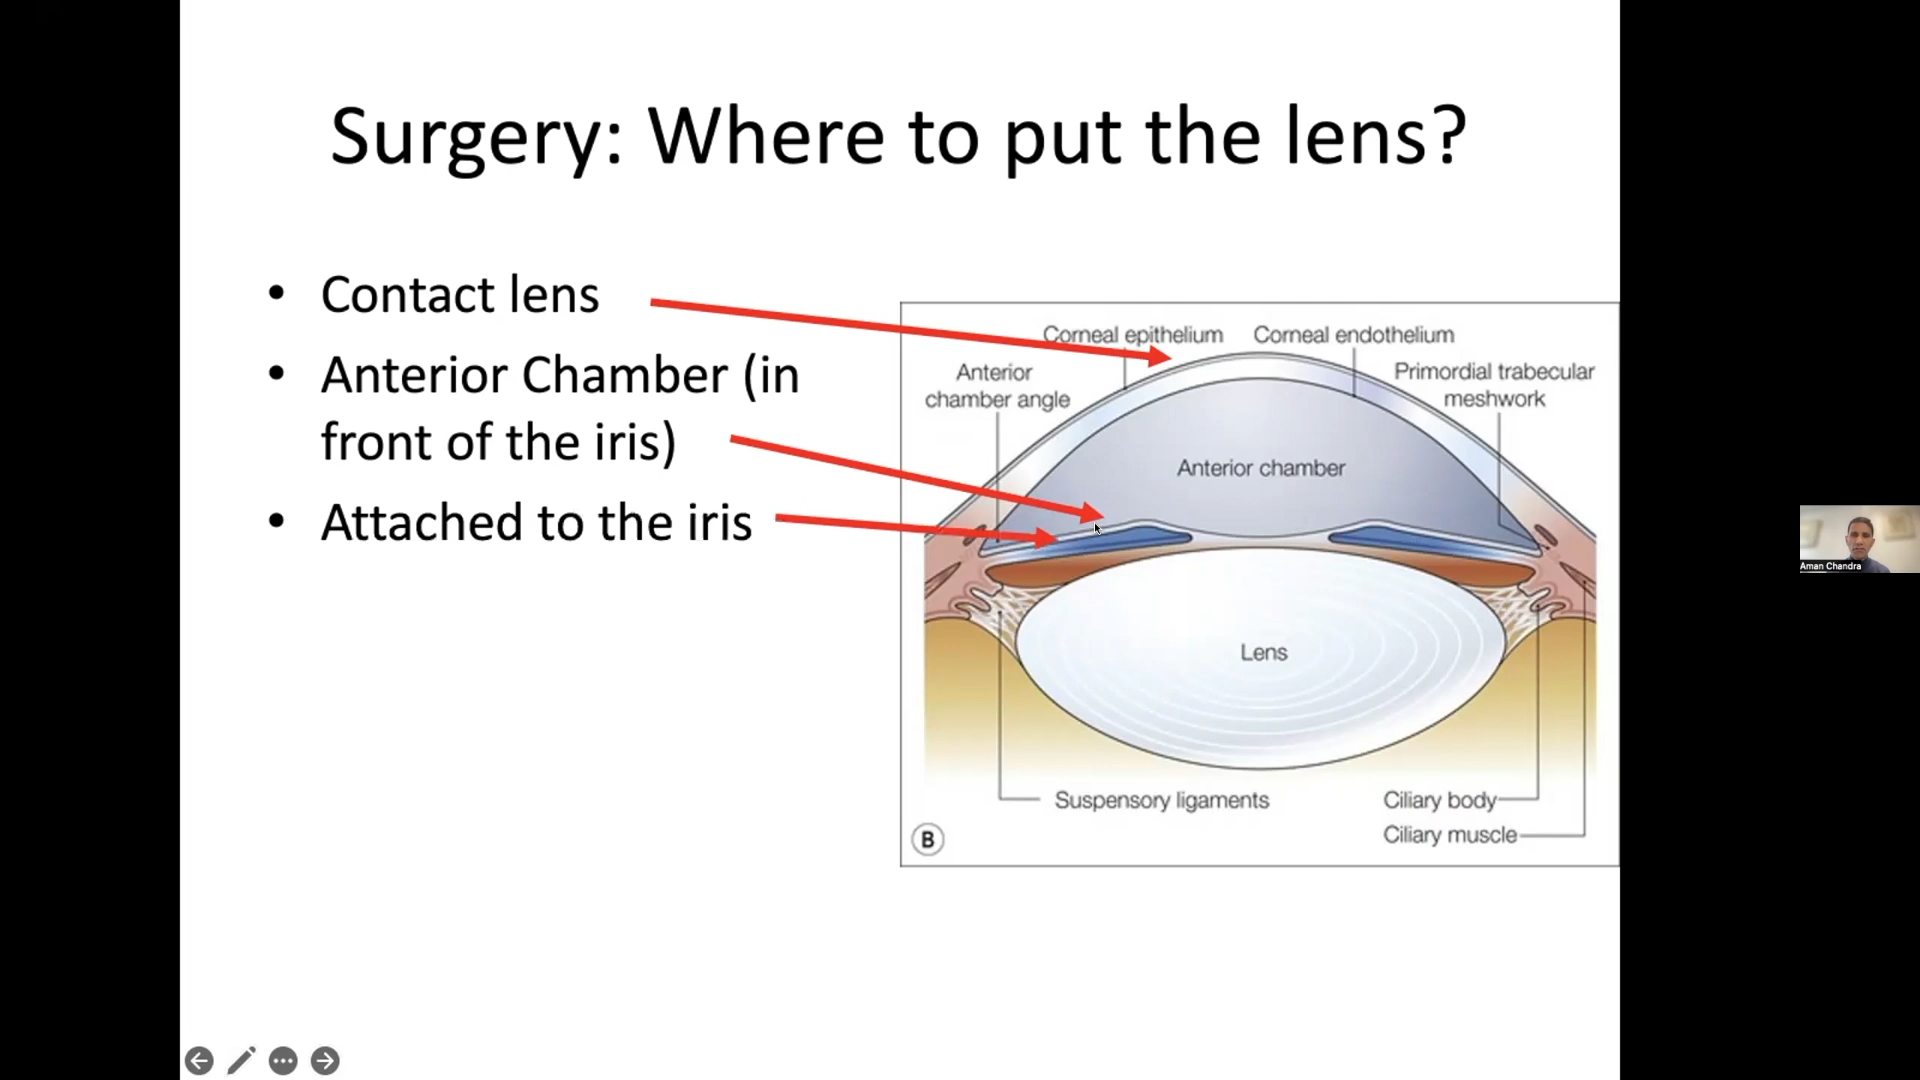 Surgery: Where to put the lens?
• Contact lens
• Anterior Chamber (in
front of the iris)
• Attached to the iris
Corneal epithelium
Corneal endothelium
Anterior
chamber angle
Primordial trabecular
meshwork
Anterior chamber
Lens
Suspensory ligaments
Ciliary body
Ciliary muscle
B
Aman Chandra